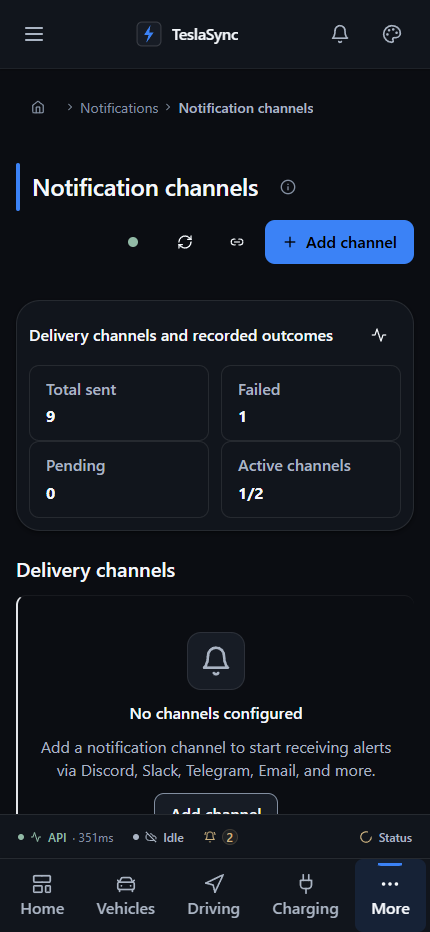 TeslaSync
Notifications Notification channels
Notification channels
Add channel
Delivery channels and recorded outcomes
Total sent
9
Failed
1
Pending
0
Active channels
1/2
Delivery channels
No channels configured
Add a notification channel to start receiving alerts
via Discord, Slack, Telegram, Email, and more.
Add channel
API · 351ms Idle 2 Status
Home Vehicles Driving Charging More